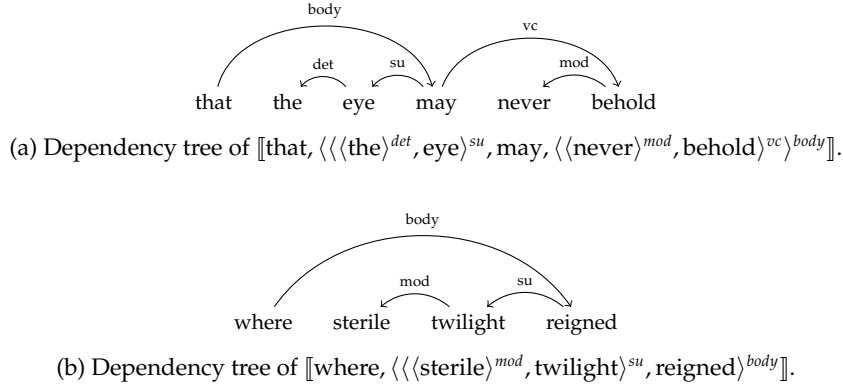 body
vc
det
su
mod
that the eye may never behold
(a) Dependency tree of ⟦that, ⟨⟨⟨the⟩^det, eye⟩^su, may, ⟨⟨never⟩^mod, behold⟩^vc⟩^body⟧.
body
mod
su
where sterile twilight reigned
(b) Dependency tree of ⟦where, ⟨⟨⟨sterile⟩^mod, twilight⟩^su, reigned⟩^body⟧.